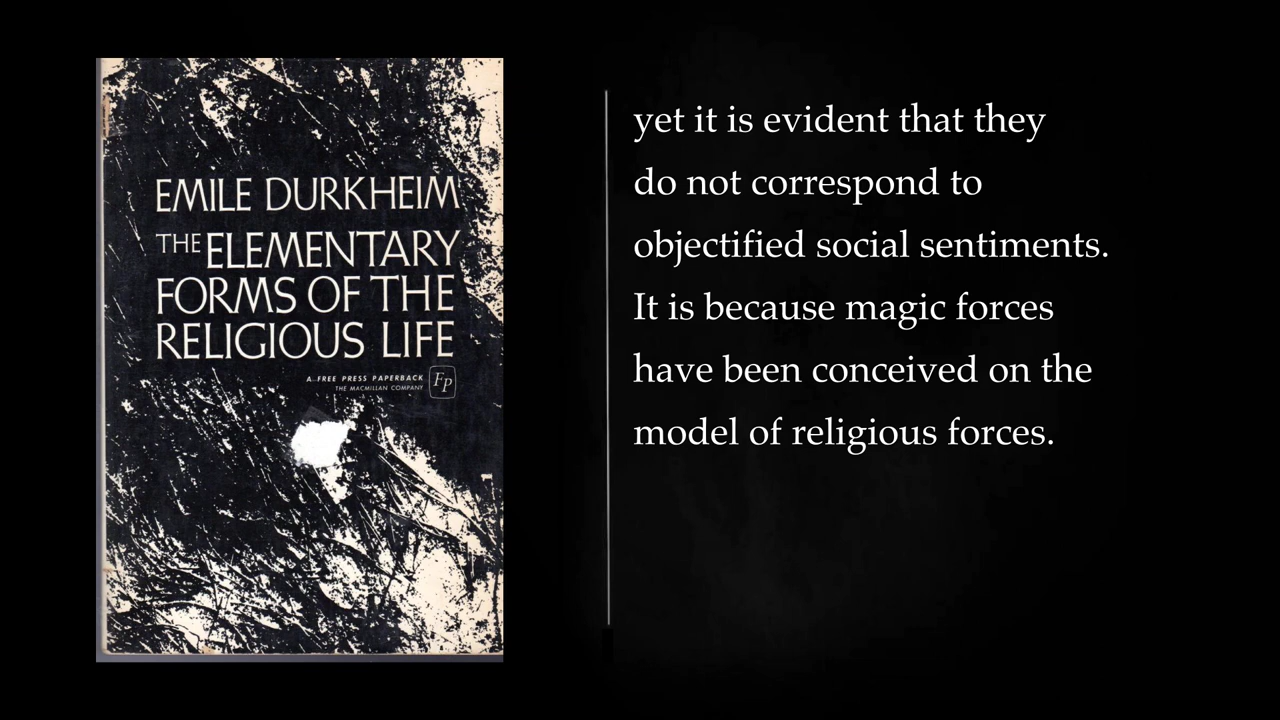 EMILE DURKHEIM
THE ELEMENTARY
FORMS OF THE
RELIGIOUS LIFE
A FREE PRESS PAPERBACK
THE MACMILLAN COMPANY
FP
yet it is evident that they
do not correspond to
objectified social sentiments.
It is because magic forces
have been conceived on the
model of religious forces.